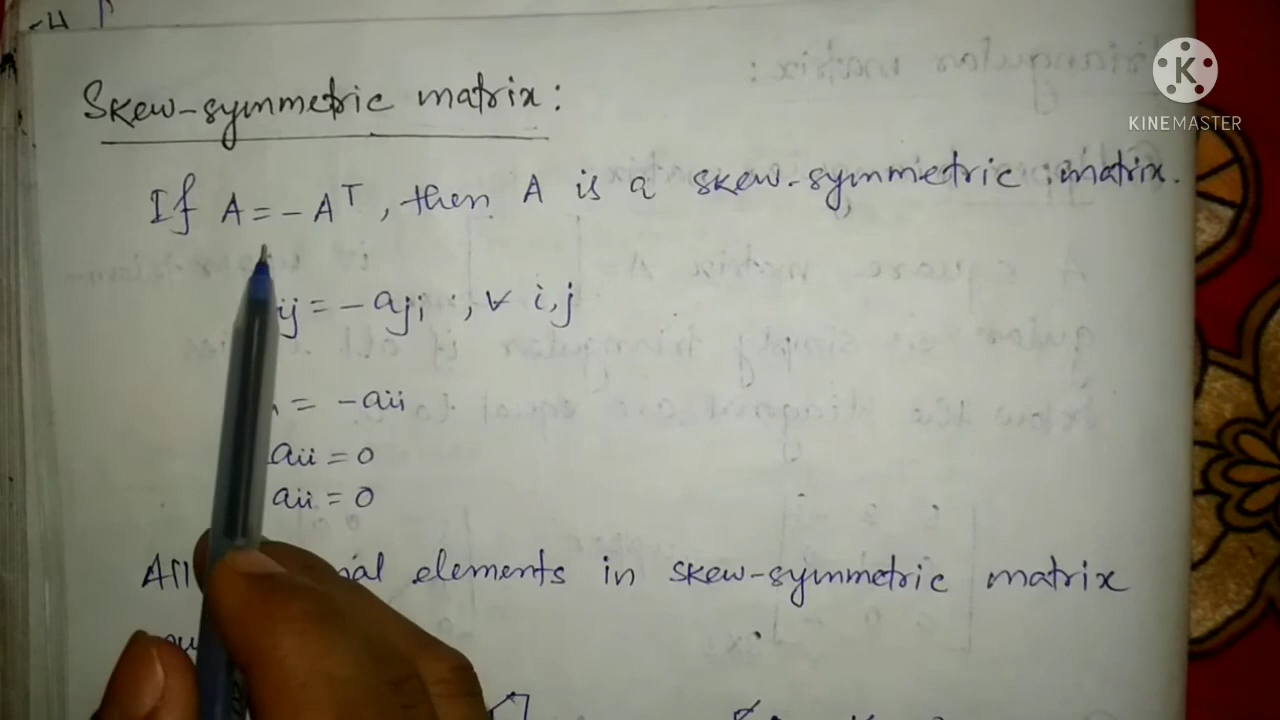 Skew-symmetric matrix:
If A = - Aᵀ, then A is a skew-symmetric matrix.
ij = - aji ; ∀ i,j
= - aii
aii = 0
aii = 0
All elements in skew-symmetric matrix
K
KINEMASTER